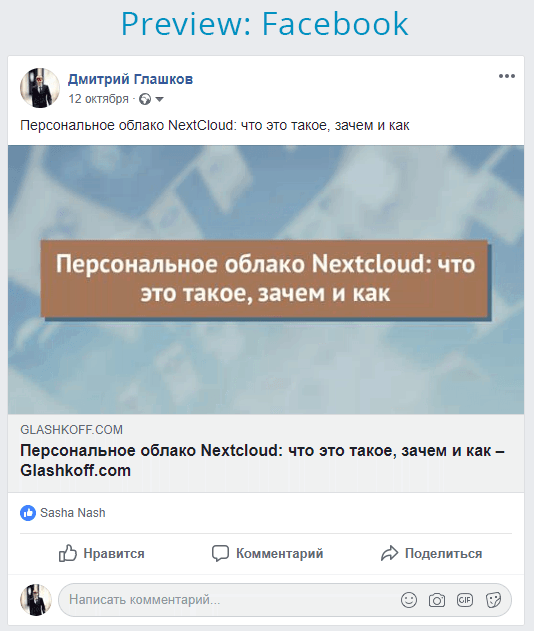 Preview: Facebook
Дмитрий Глашков
12 октября ·
Персональное облако NextCloud: что это такое, зачем и как
Персональное облако Nextcloud: что
это такое, зачем и как
GLASHKOFF.COM
Персональное облако Nextcloud: что это такое, зачем и как –
Glashkoff.com
Sasha Nash
Нравится Комментарий Поделиться
Написать комментарий... GIF